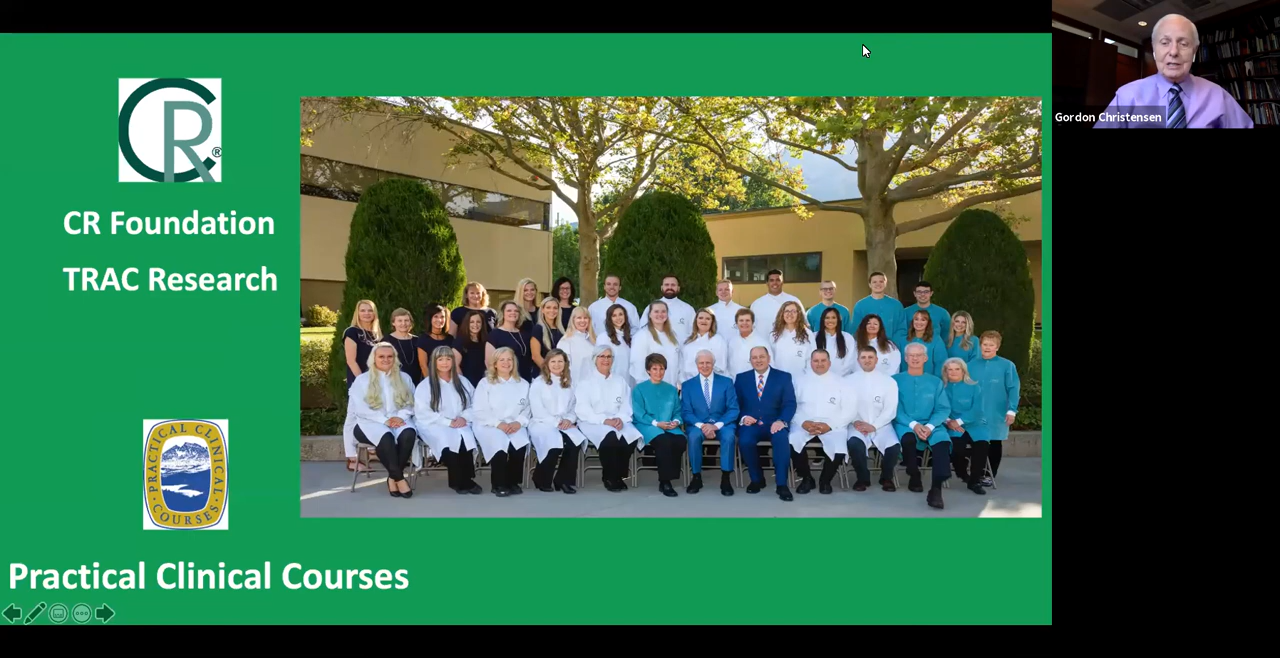 CR®
CR Foundation
TRAC Research
PRACTICAL CLINICAL
COURSES
Practical Clinical Courses
Gordon Christensen